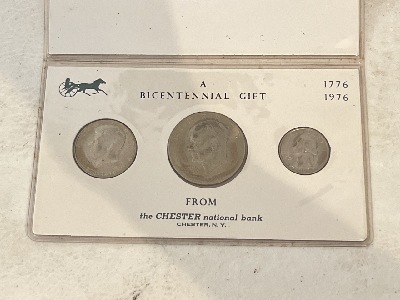 A
BICENTENNIAL GIFT
1776
1976
FROM
the CHESTER national bank
CHESTER, N. Y.